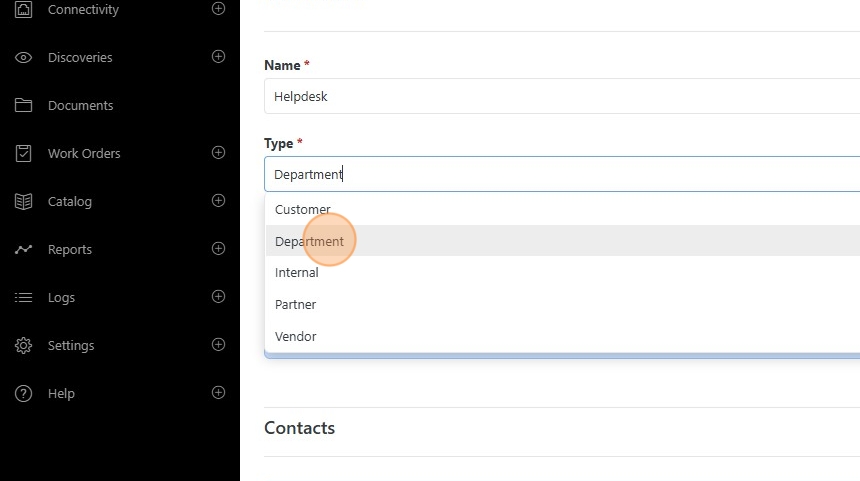 Connectivity
Discoveries
Documents
Work Orders
Catalog
Reports
Logs
Settings
Help
Name *
Helpdesk
Type *
Department
Customer
Department
Internal
Partner
Vendor
Contacts